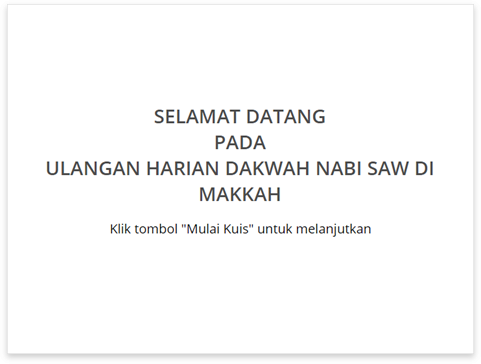 SELAMAT DATANG
PADA
ULANGAN HARIAN DAKWAH NABI SAW DI
MAKKAH
Klik tombol "Mulai Kuis" untuk melanjutkan